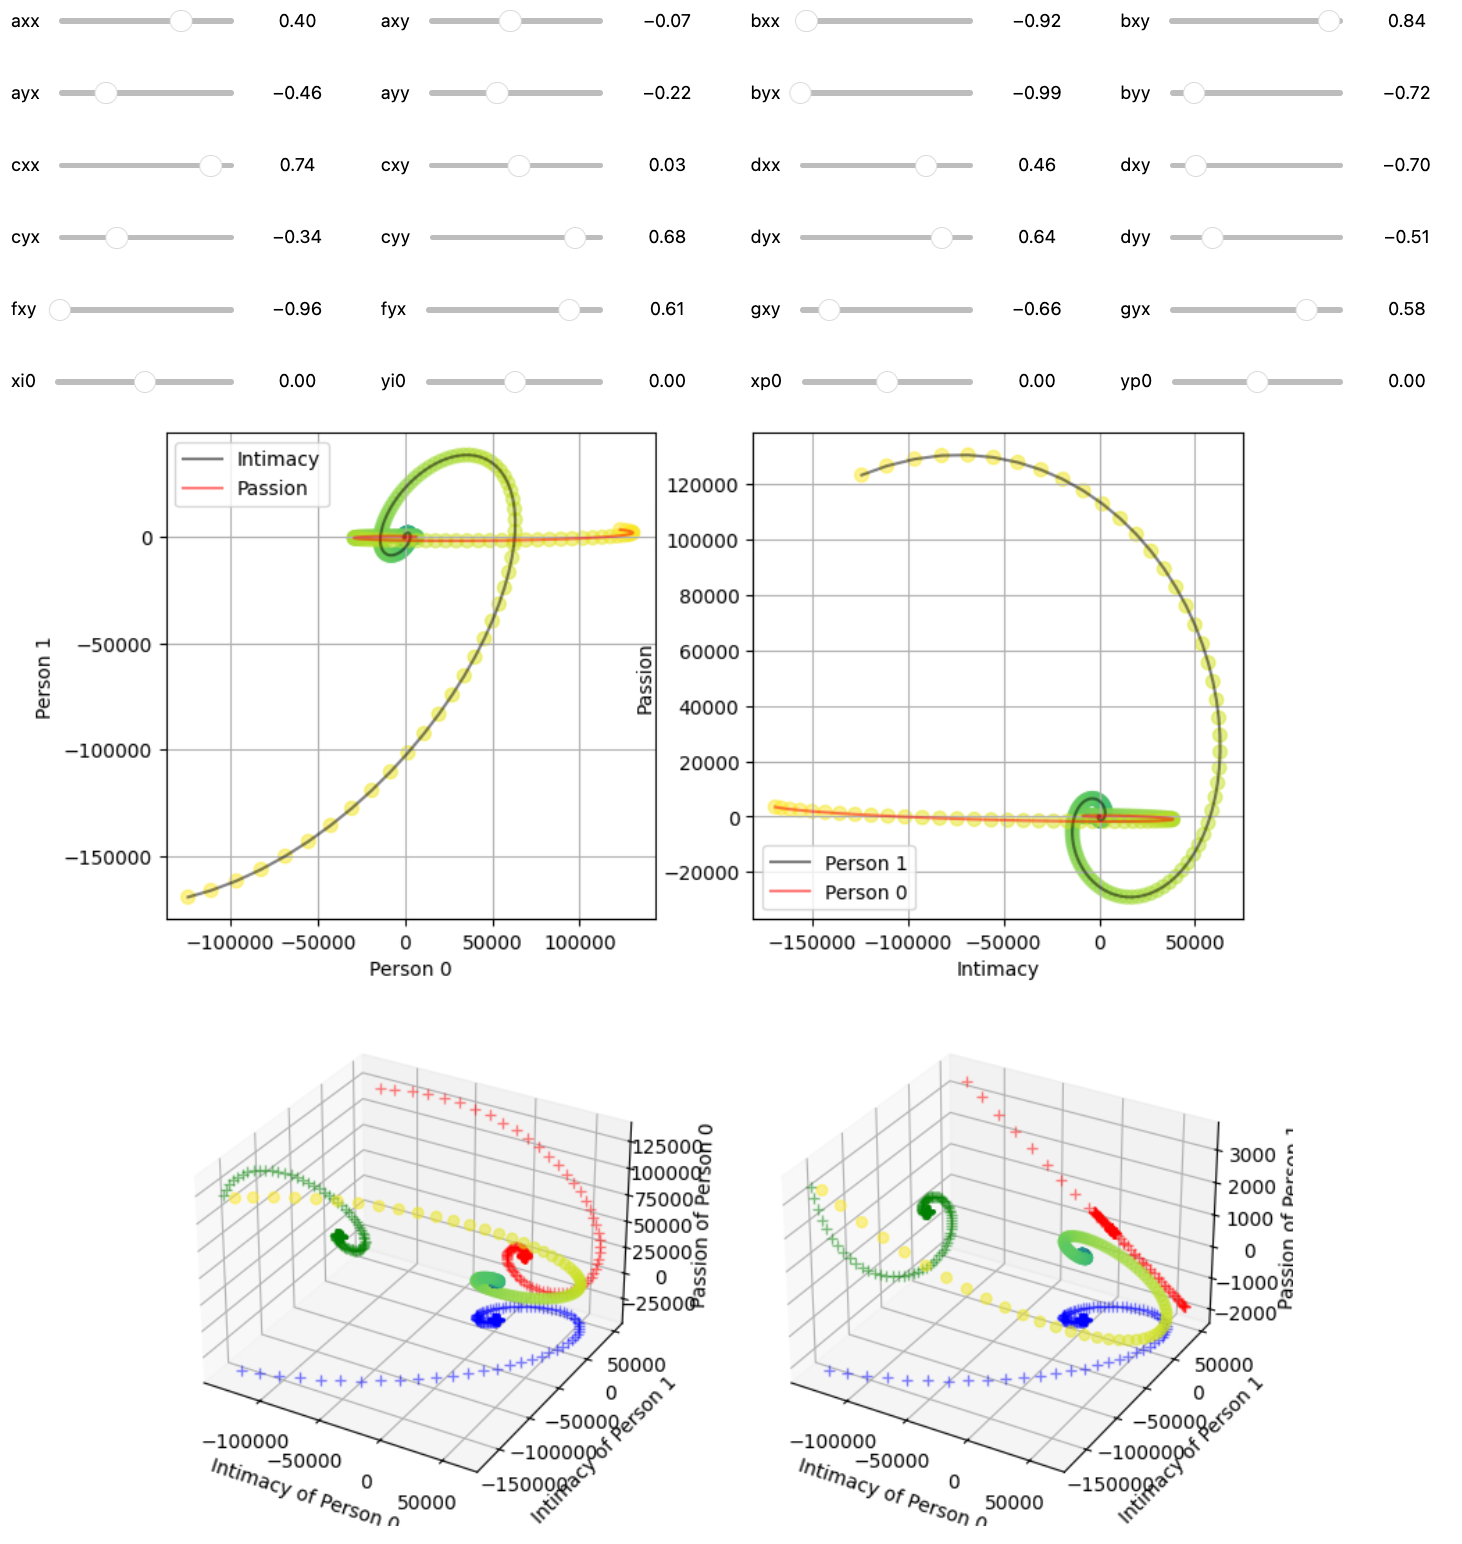 axx 0.40 axy −0.07 bxx −0.92 bxy 0.84
ayx −0.46 ayy −0.22 byx −0.99 byy −0.72
cxx 0.74 cxy 0.03 dxx 0.46 dxy −0.70
cyx −0.34 cyy 0.68 dyx 0.64 dyy −0.51
fxy −0.96 fyx 0.61 gxy −0.66 gyx 0.58
xi0 0.00 yi0 0.00 xp0 0.00 yp0 0.00
Intimacy
Passion
0
−50000
−100000
−150000
Person 1
−100000 −50000 0 50000 100000
Person 0
120000
100000
80000
60000
40000
20000
0
−20000
Passion
Person 1
Person 0
−150000 −100000 −50000 0 50000
Intimacy
125000
100000
75000
50000
25000
0
−25000
Passion of Person 0
50000
0
−50000
−100000
−150000
Intimacy of Person 1
−100000
−50000
0
50000
Intimacy of Person 0
3000
2000
1000
0
−1000
−2000
Passion of Person 1
50000
0
−50000
−100000
−150000
Intimacy of Person 1
−100000
−50000
0
50000
Intimacy of Person 0